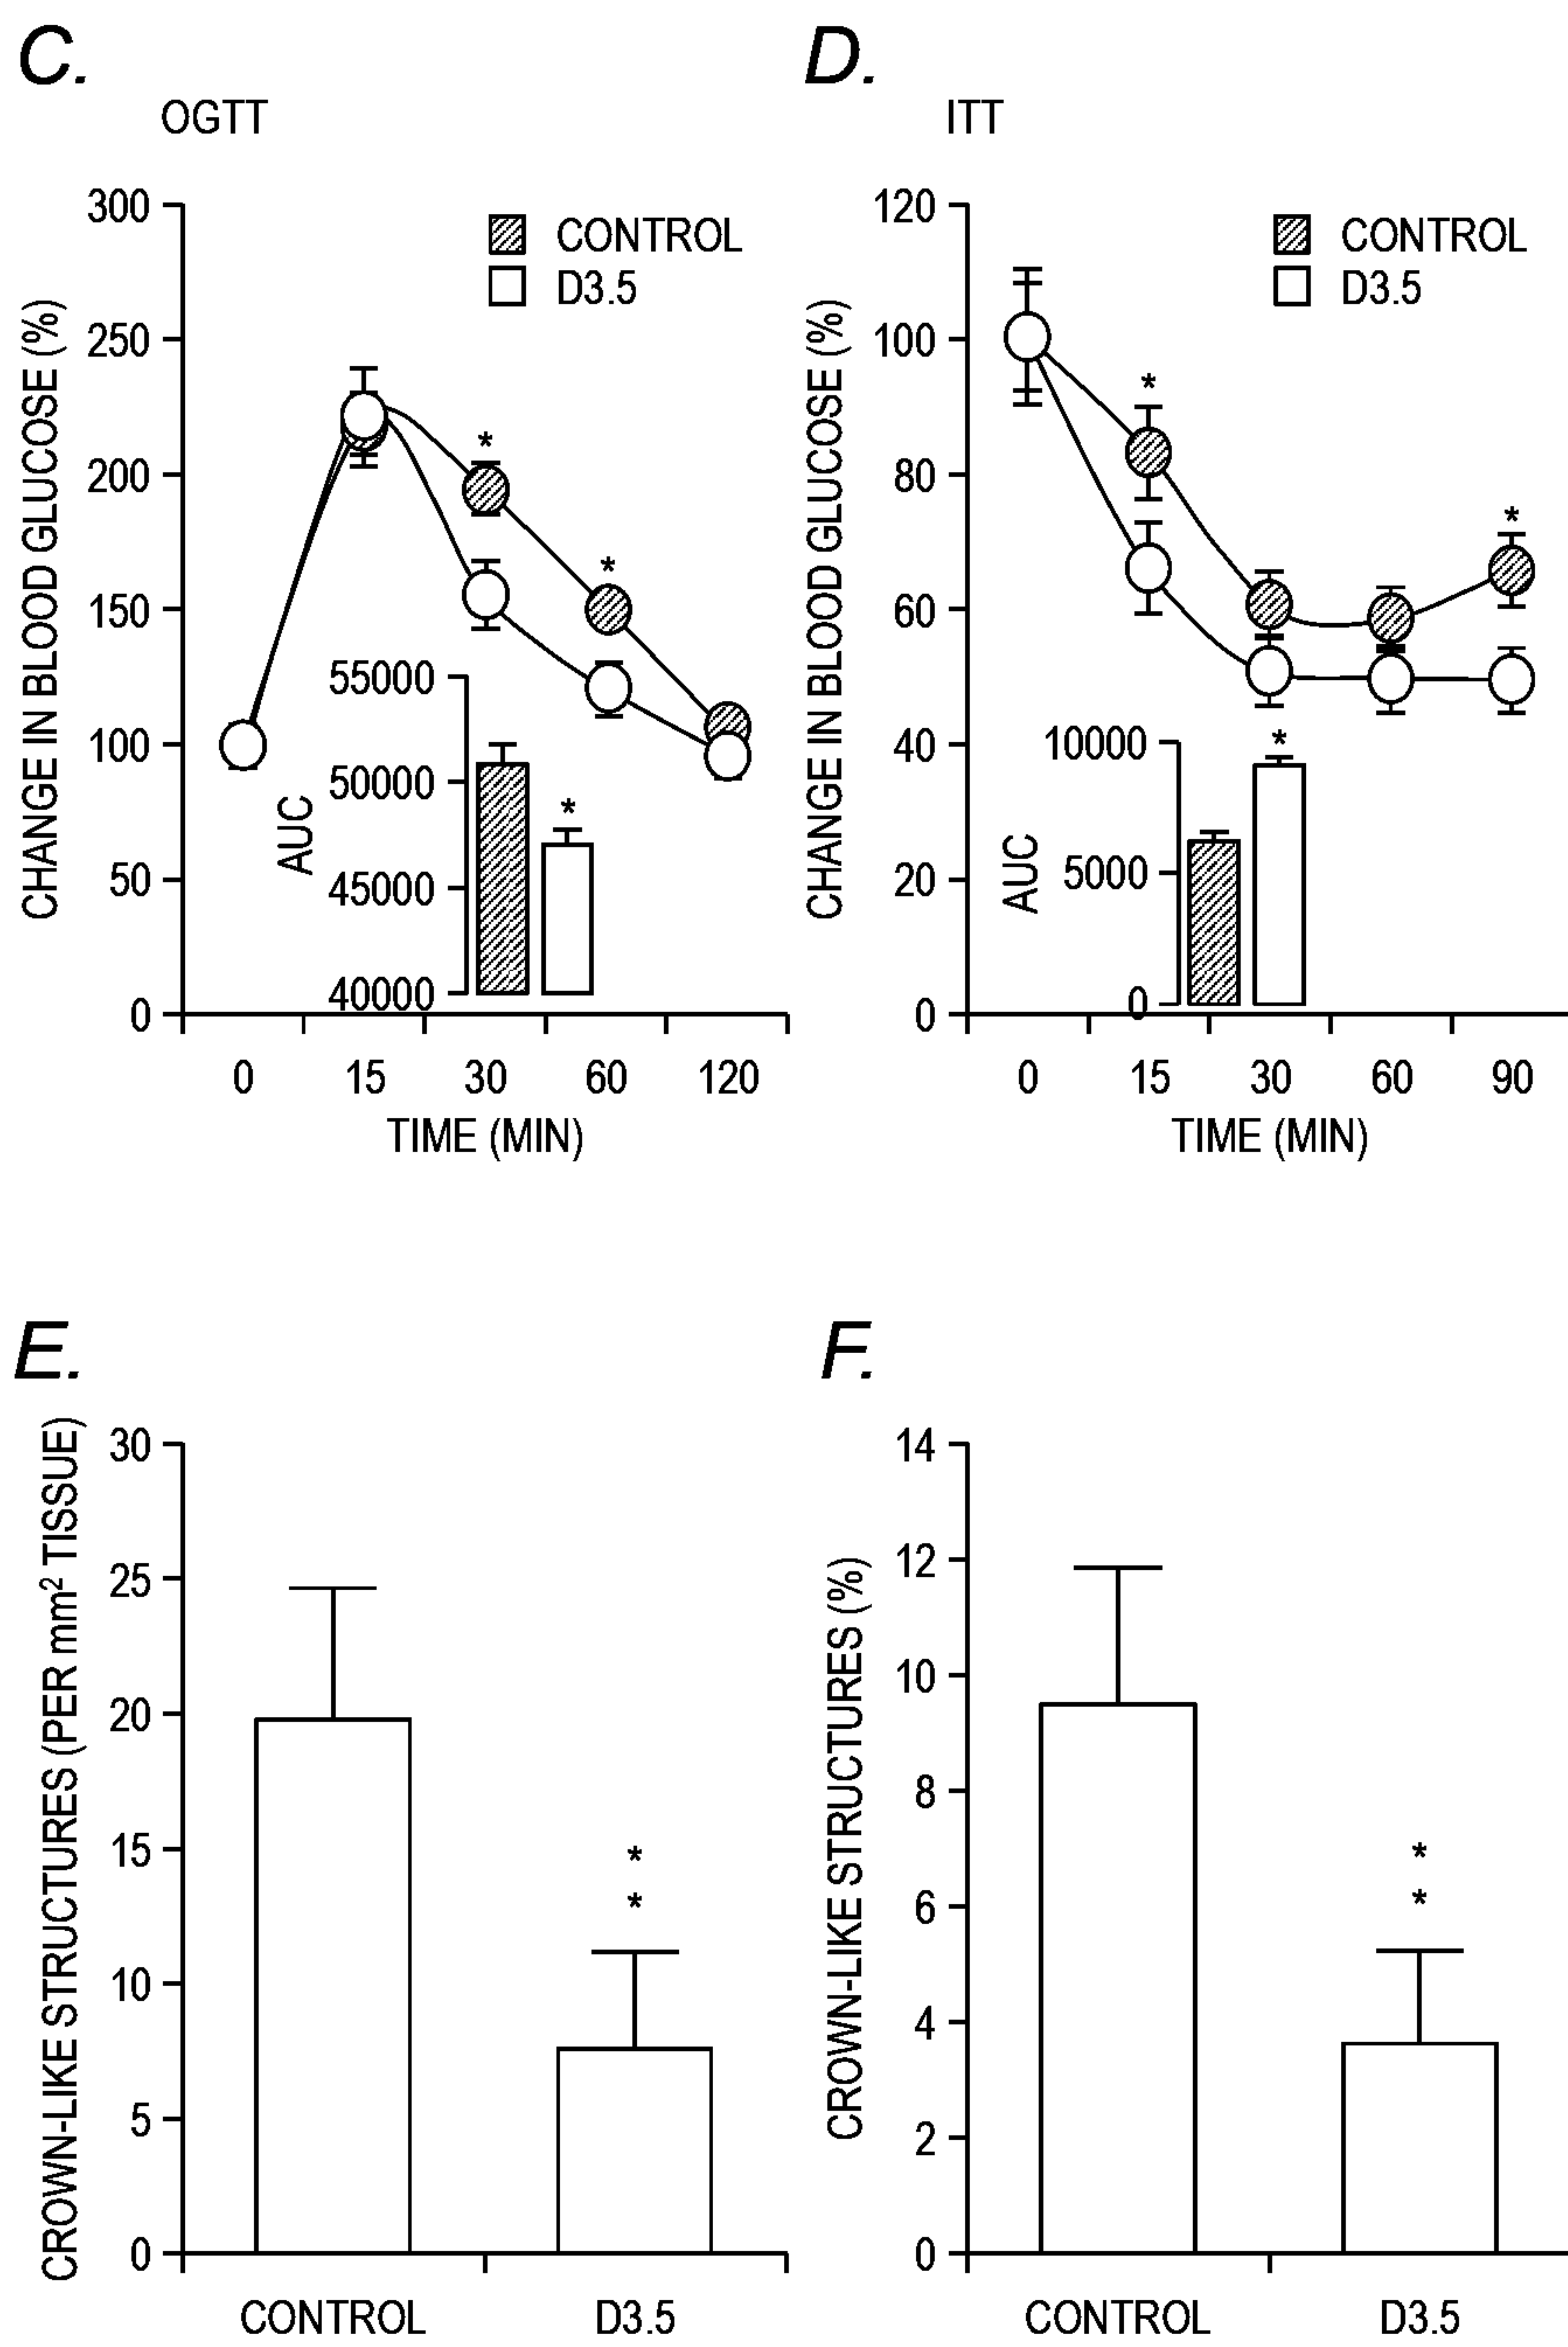 C.
OGTT
CHANGE IN BLOOD GLUCOSE (%)
300
250
200
150
100
50
0
CONTROL
D3.5
*
*
AUC
55000
50000
45000
40000
*
0 15 30 60 120
TIME (MIN)
D.
ITT
CHANGE IN BLOOD GLUCOSE (%)
120
100
80
60
40
20
0
CONTROL
D3.5
*
*
AUC
10000
5000
0
*
0 15 30 60 90
TIME (MIN)
E.
CROWN-LIKE STRUCTURES (PER mm² TISSUE)
30
25
20
15
10
5
0
*
*
CONTROL D3.5
F.
CROWN-LIKE STRUCTURES (%)
14
12
10
8
6
4
2
0
*
*
CONTROL D3.5